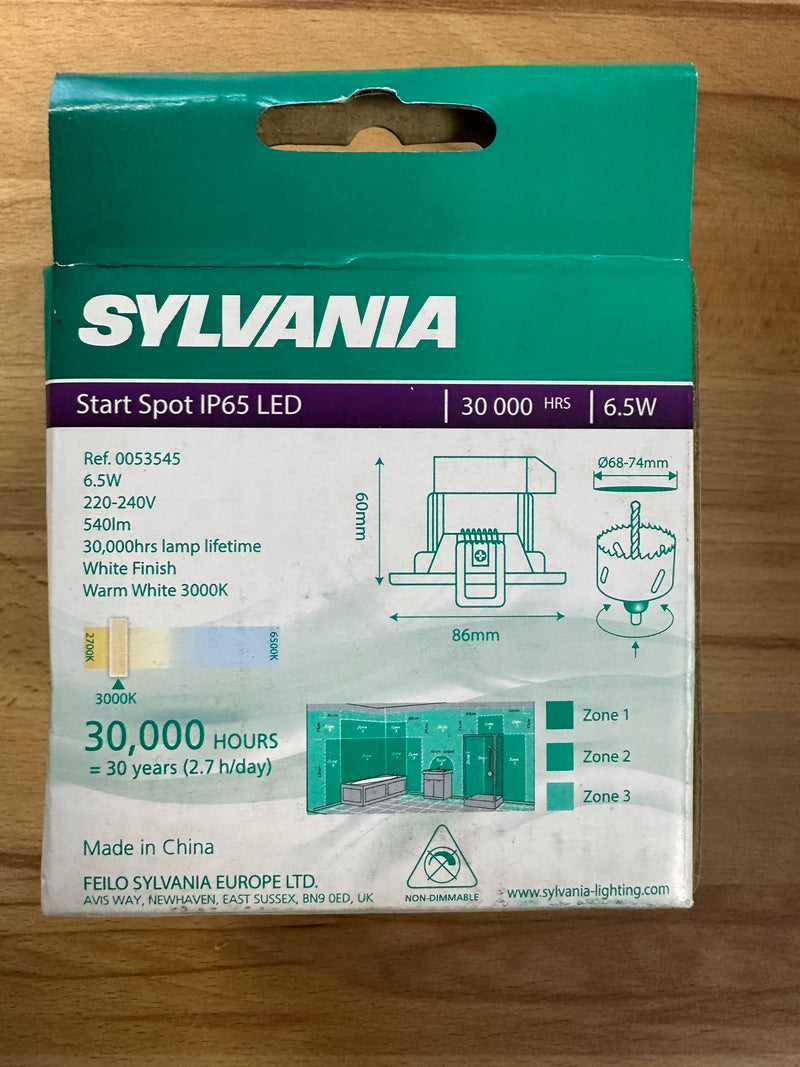 SYLVANIA
Start Spot IP65 LED | 30 000 HRS | 6.5W
Ref. 0053545
6.5W
220-240V
540lm
30,000hrs lamp lifetime
White Finish
Warm White 3000K
60mm
86mm
Ø68-74mm
2700K
6500K
3000K
30,000 HOURS
= 30 years (2.7 h/day)
Zone 1
Zone 2
Zone 3
Made in China
FEILO SYLVANIA EUROPE LTD.
AVIS WAY, NEWHAVEN, EAST SUSSEX, BN9 0ED, UK
NON-DIMMABLE
www.sylvania-lighting.com